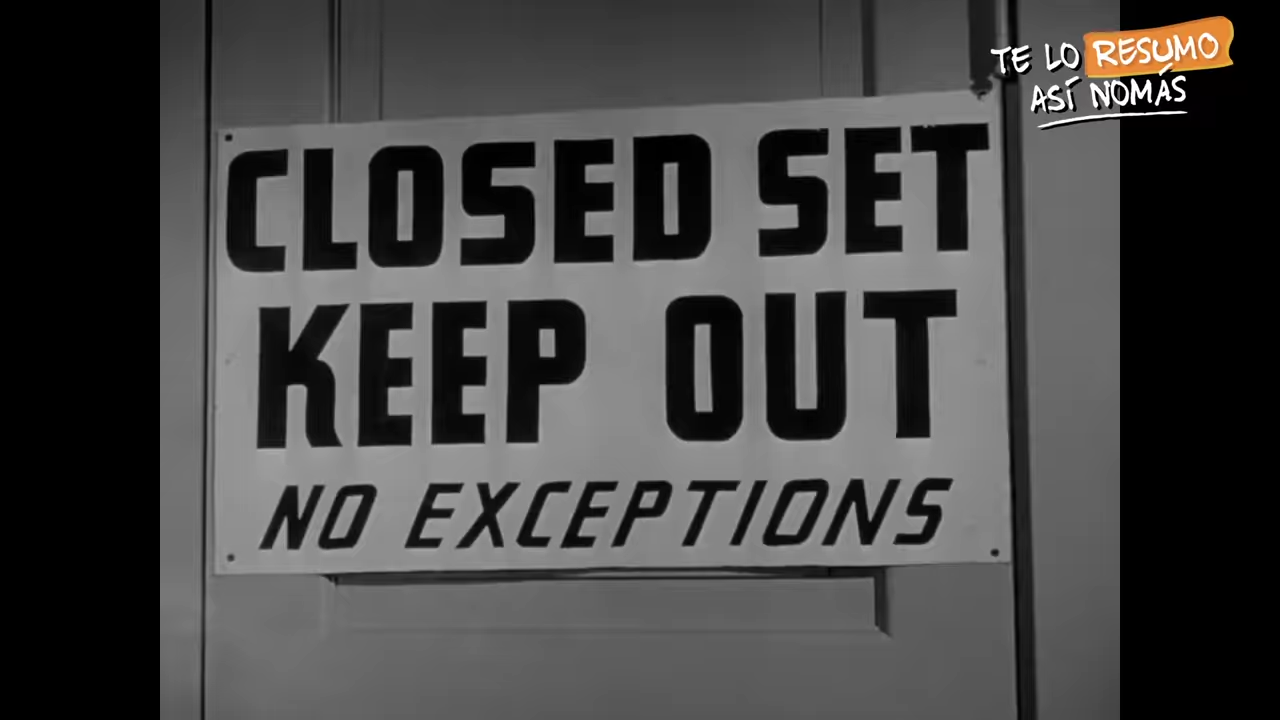 TE LO RESUMO
ASÍ NOMÁS
CLOSED SET
KEEP OUT
NO EXCEPTIONS